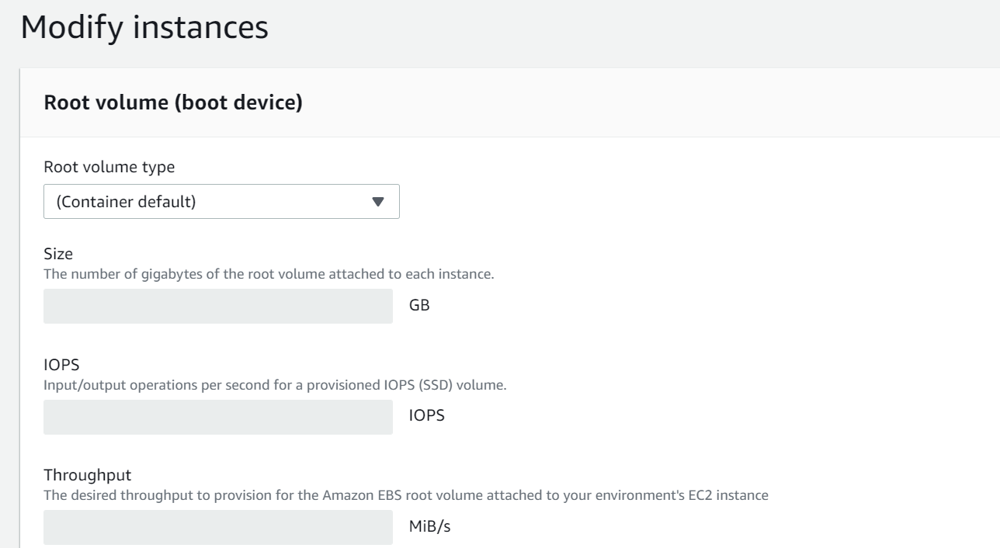 Modify instances
Root volume (boot device)
Root volume type
(Container default)
Size
The number of gigabytes of the root volume attached to each instance.
GB
IOPS
Input/output operations per second for a provisioned IOPS (SSD) volume.
IOPS
Throughput
The desired throughput to provision for the Amazon EBS root volume attached to your environment's EC2 instance
MiB/s